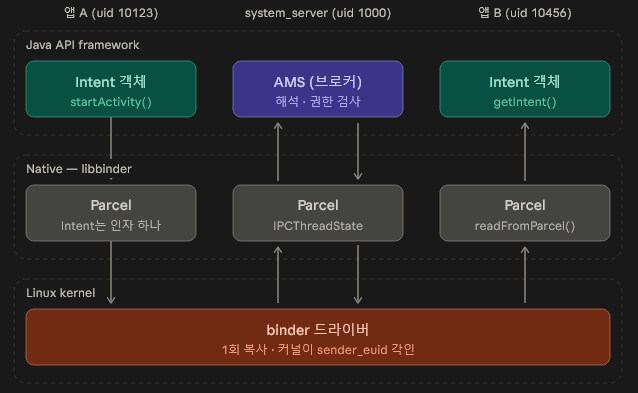 앱 A (uid 10123)
system_server (uid 1000)
앱 B (uid 10456)
Java API framework
Intent 객체
startActivity()
AMS (브로커)
해석 · 권한 검사
Intent 객체
getIntent()
Native — libbinder
Parcel
Intent는 인자 하나
Parcel
IPCThreadState
Parcel
readFromParcel()
Linux kernel
binder 드라이버
1회 복사 · 커널이 sender_euid 각인